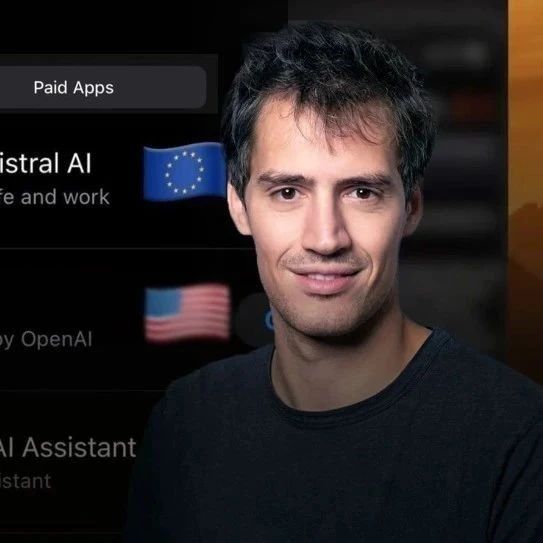 Paid Apps
istral AI
fe and work
by OpenAI
AI Assistant
istant